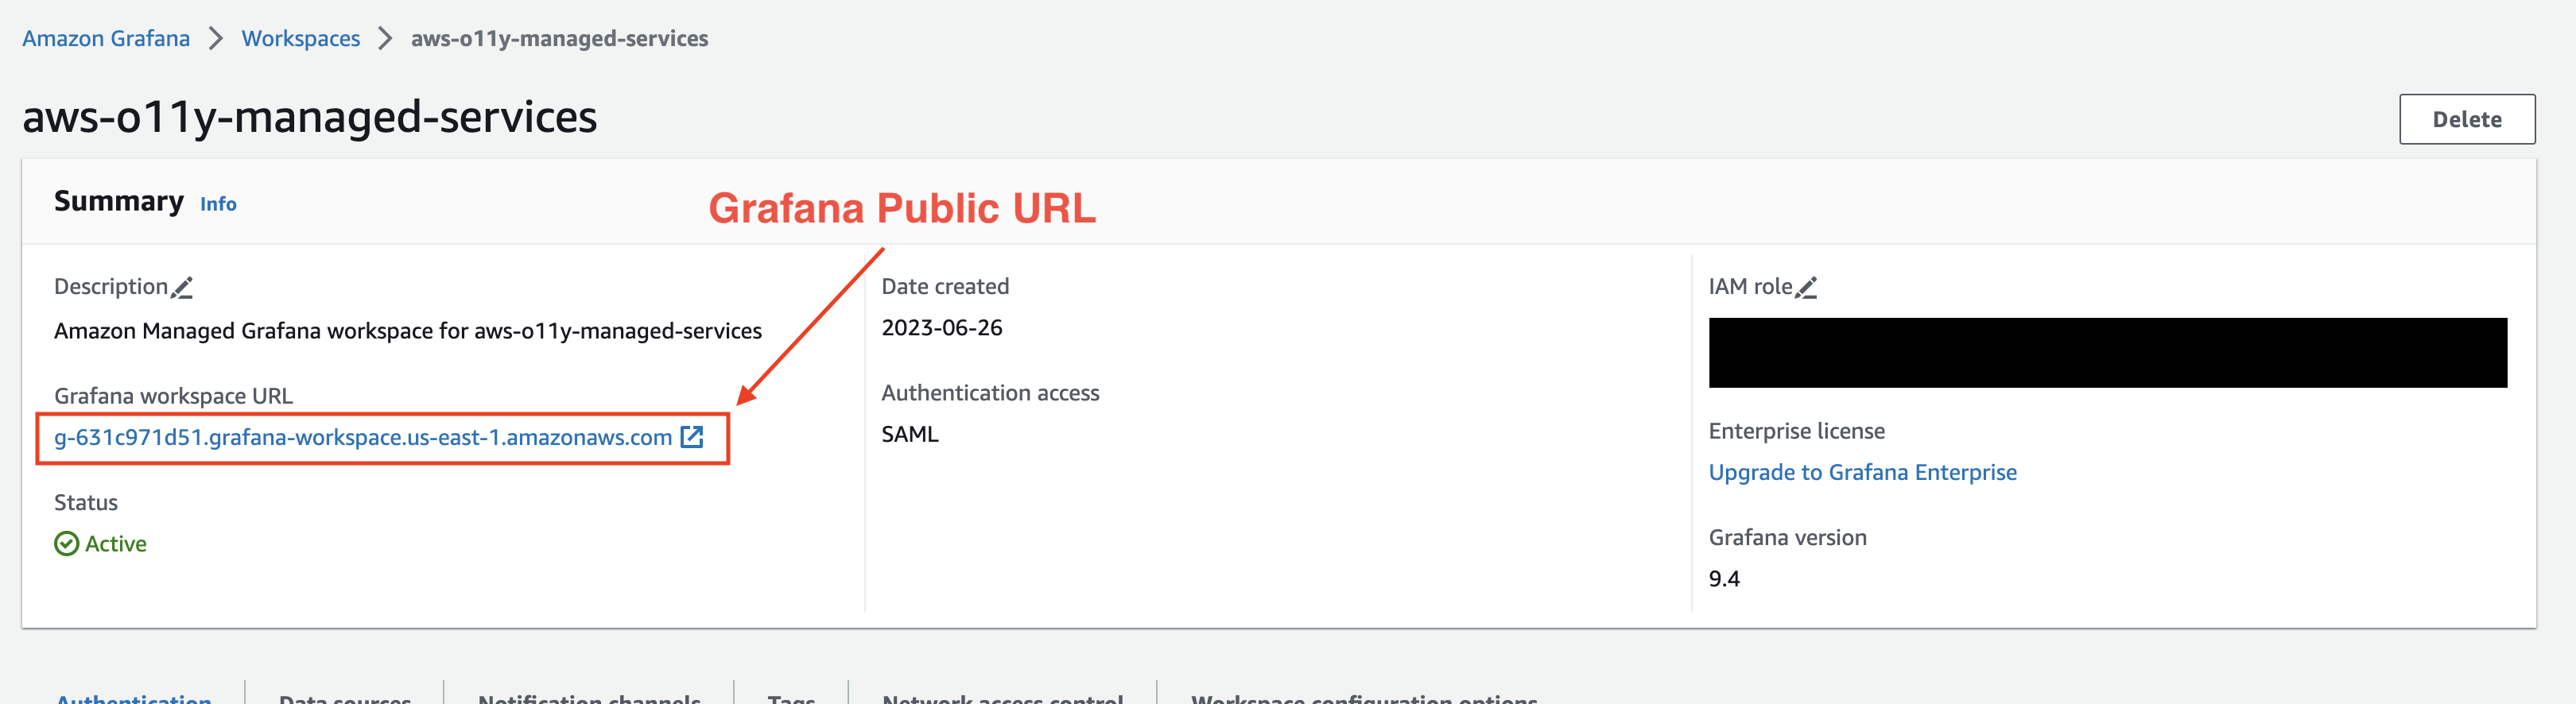 Amazon Grafana > Workspaces > aws-o11y-managed-services
aws-o11y-managed-services
Delete
Summary Info
Grafana Public URL
Description
Amazon Managed Grafana workspace for aws-o11y-managed-services
Grafana workspace URL
g-631c971d51.grafana-workspace.us-east-1.amazonaws.com
Status
Active
Date created
2023-06-26
Authentication access
SAML
IAM role
Enterprise license
Upgrade to Grafana Enterprise
Grafana version
9.4
Authentication
Data sources
Notification channels
Tags
Network access control
Workspace configuration options